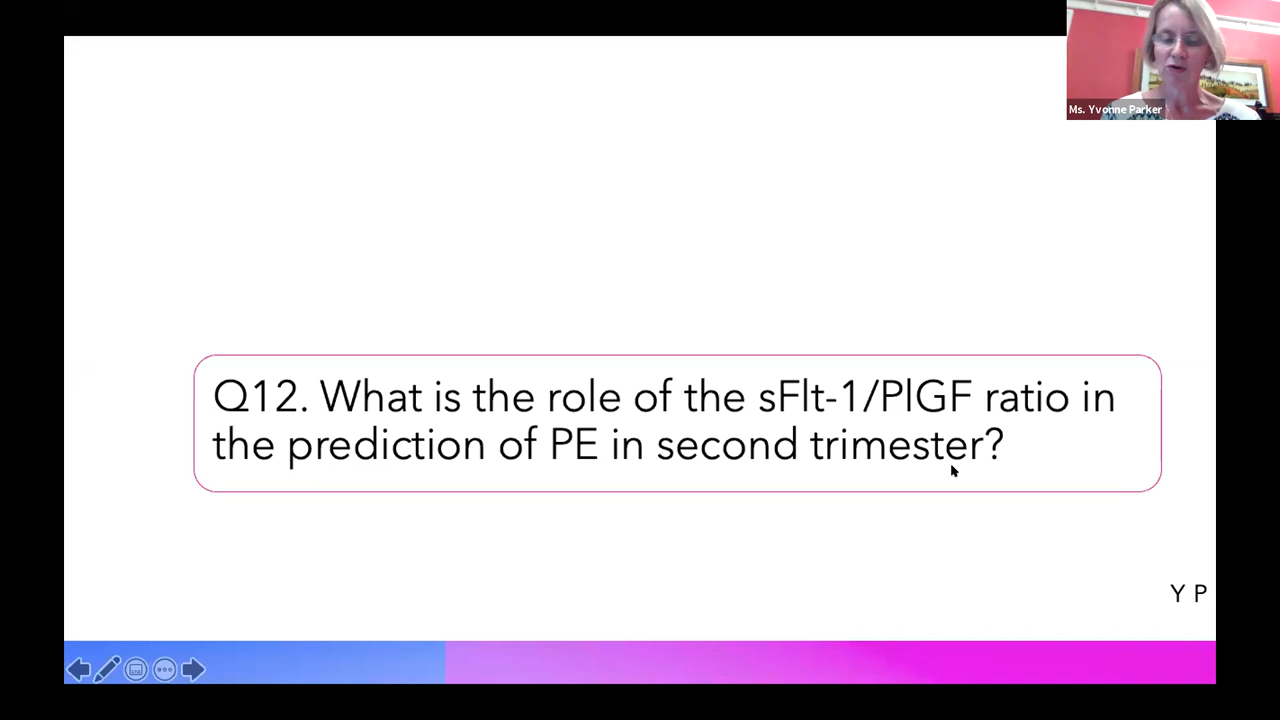 Ms. Yvonne Parker
Q12. What is the role of the sFlt-1/PlGF ratio in
the prediction of PE in second trimester?
Y P